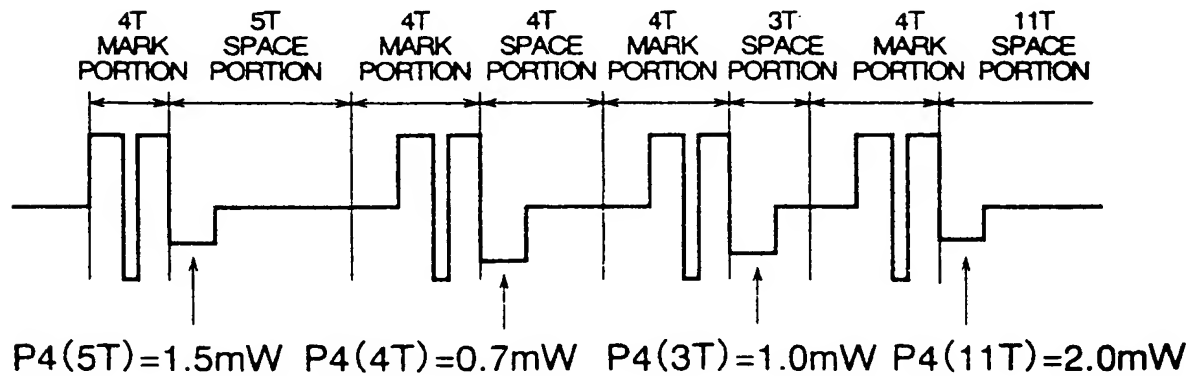 4T MARK PORTION
5T SPACE PORTION
4T MARK PORTION
4T SPACE PORTION
4T MARK PORTION
3T SPACE PORTION
4T MARK PORTION
11T SPACE PORTION
P4(5T)=1.5mW
P4(4T)=0.7mW
P4(3T)=1.0mW
P4(11T)=2.0mW